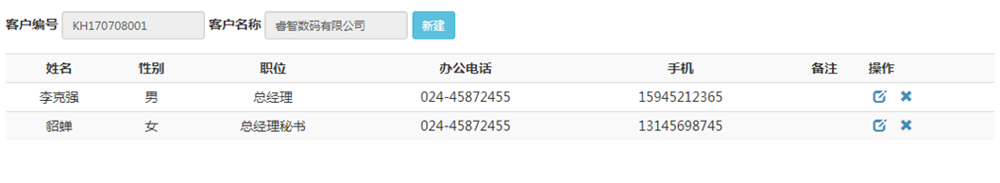 客户编号 KH170708001 客户名称 睿智数码有限公司 新建
姓名 性别 职位 办公电话 手机 备注 操作
李克强 男 总经理 024-45872455 15945212365
貂蝉 女 总经理秘书 024-45872455 13145698745